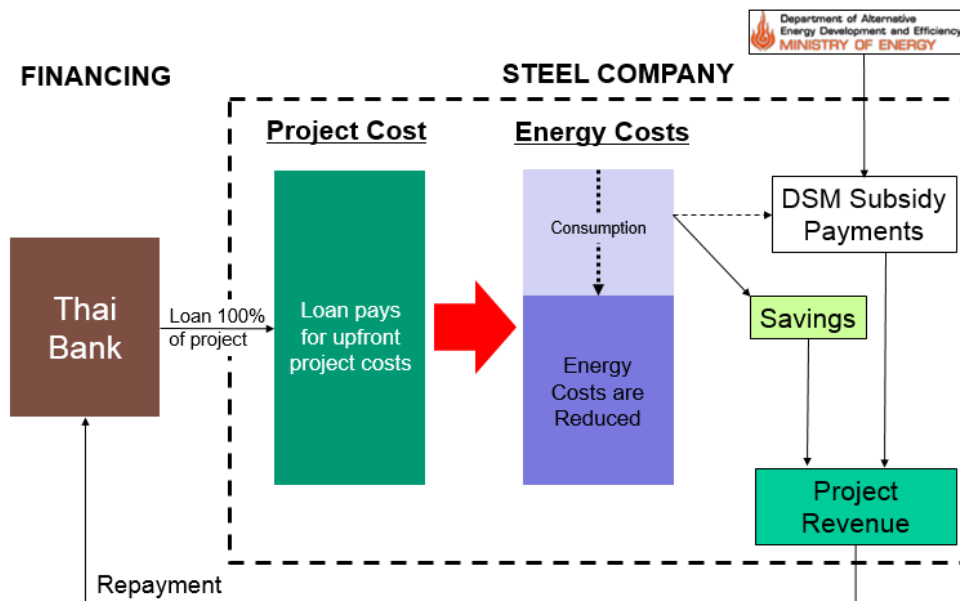 Department of Alternative
Energy Development and Efficiency
MINISTRY OF ENERGY
FINANCING
STEEL COMPANY
Project Cost
Energy Costs
Consumption
DSM Subsidy
Payments
Thai
Bank
Loan 100%
of project
Loan pays
for upfront
project costs
Savings
Energy
Costs are
Reduced
Project
Revenue
Repayment